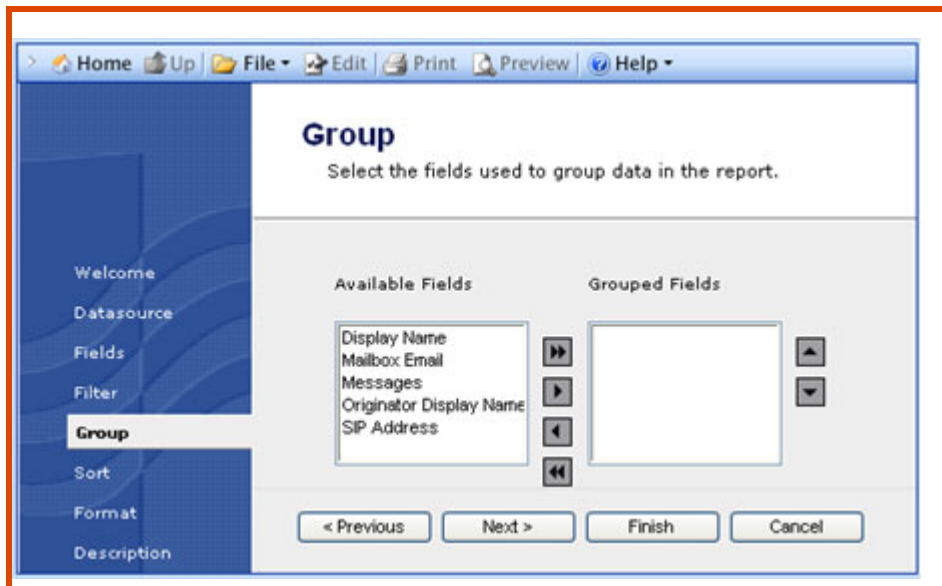 Home Up File Edit Print Preview Help
Group
Select the fields used to group data in the report.
Welcome
Datasource
Fields
Filter
Group
Sort
Format
Description
Available Fields
Display Name
Mailbox Email
Messages
Originator Display Name
SIP Address
Grouped Fields
< Previous Next > Finish Cancel